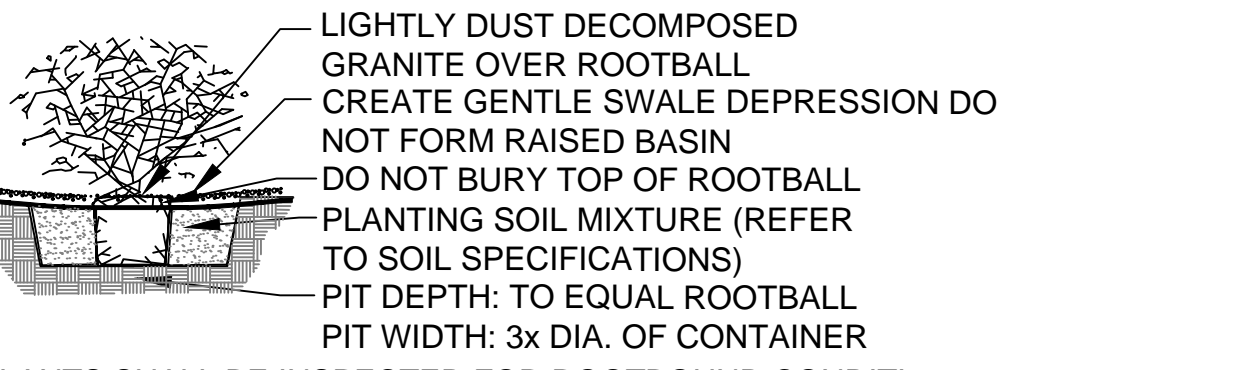 LIGHTLY DUST DECOMPOSED
GRANITE OVER ROOTBALL
CREATE GENTLE SWALE DEPRESSION DO
NOT FORM RAISED BASIN
DO NOT BURY TOP OF ROOTBALL
PLANTING SOIL MIXTURE (REFER
TO SOIL SPECIFICATIONS)
PIT DEPTH: TO EQUAL ROOTBALL
PIT WIDTH: 3x DIA. OF CONTAINER